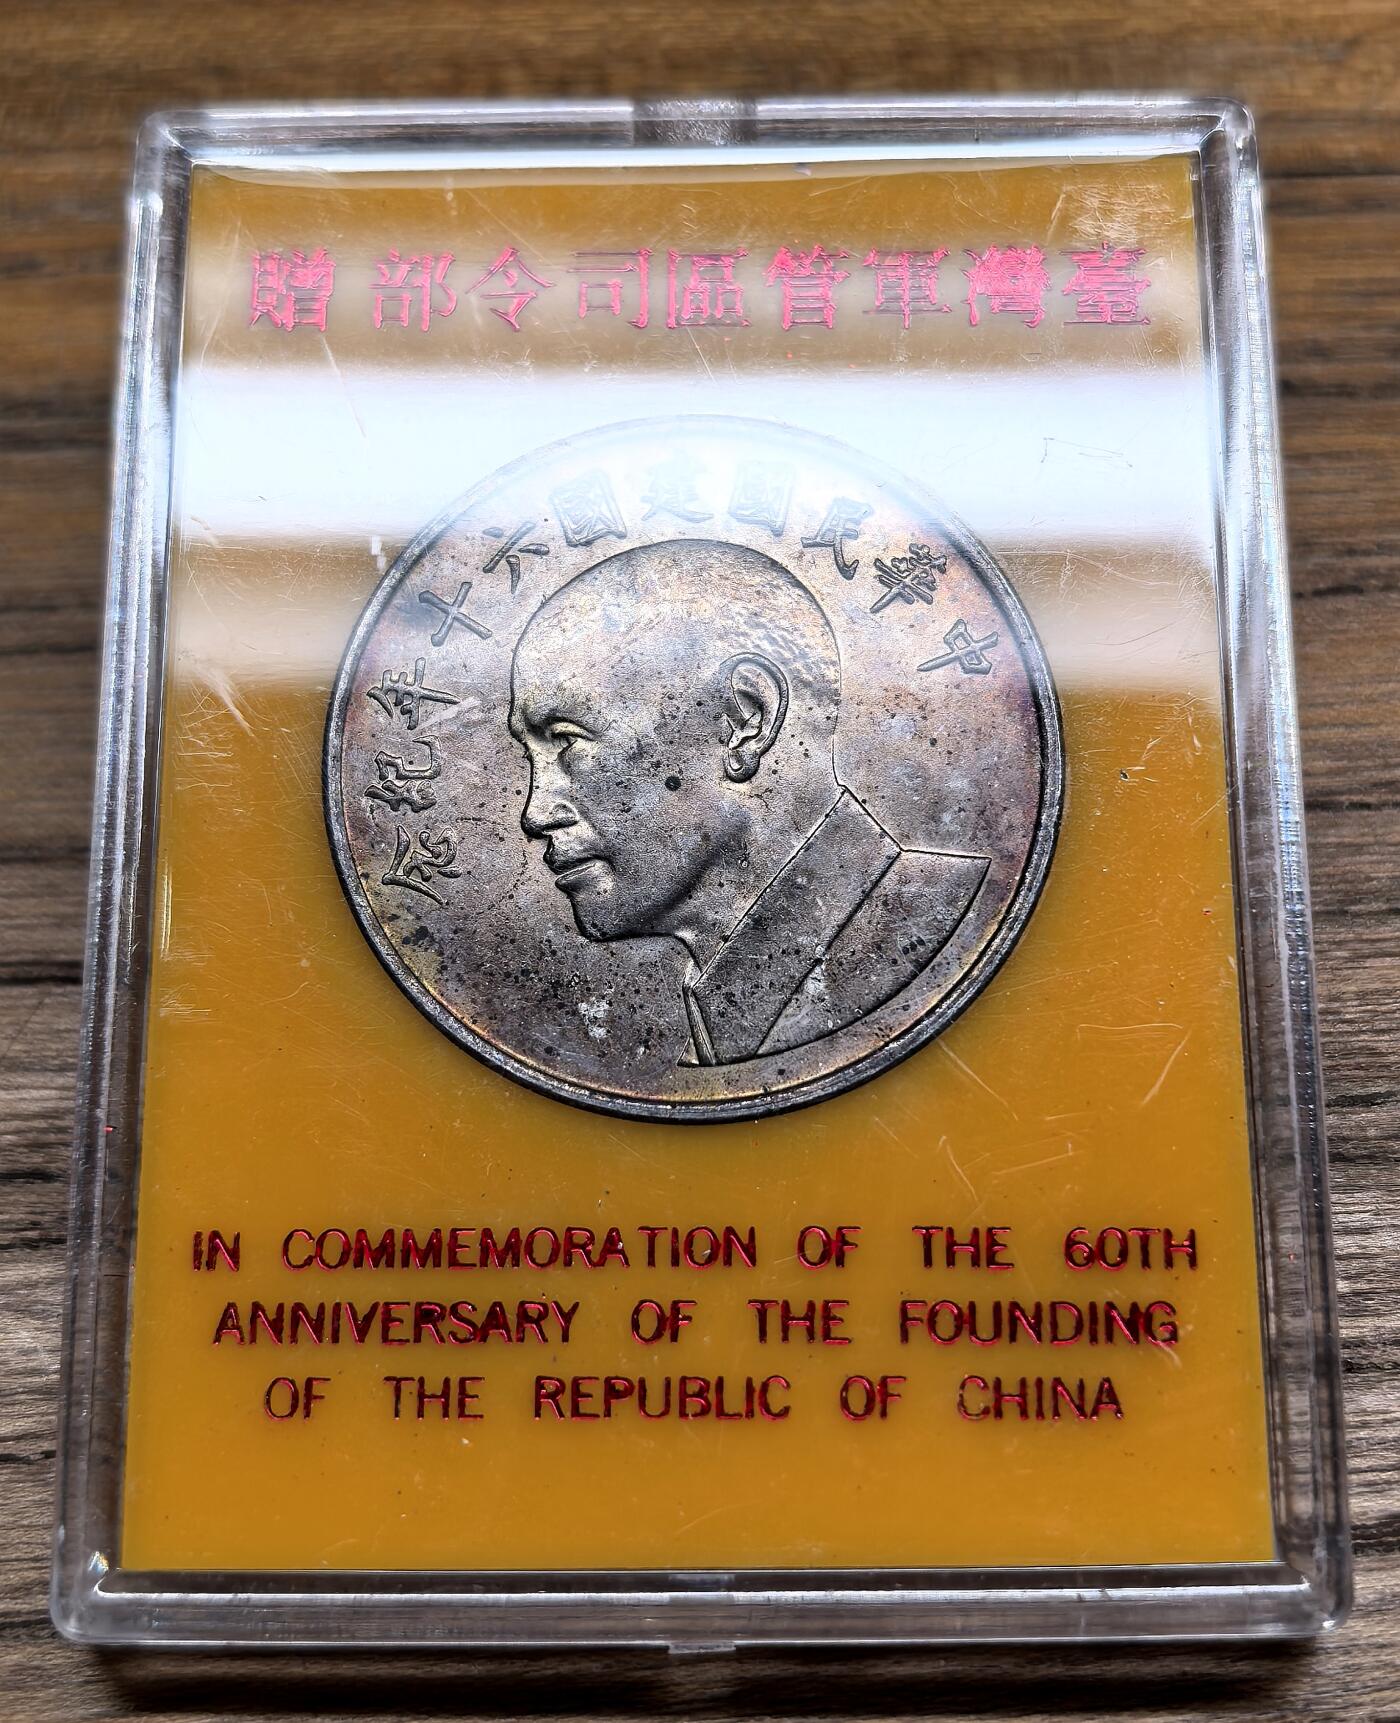 臺灣軍管區司令部 贈
中華民國建國六十年紀念
IN COMMEMORATION OF THE 60TH
ANNIVERSARY OF THE FOUNDING
OF THE REPUBLIC OF CHINA